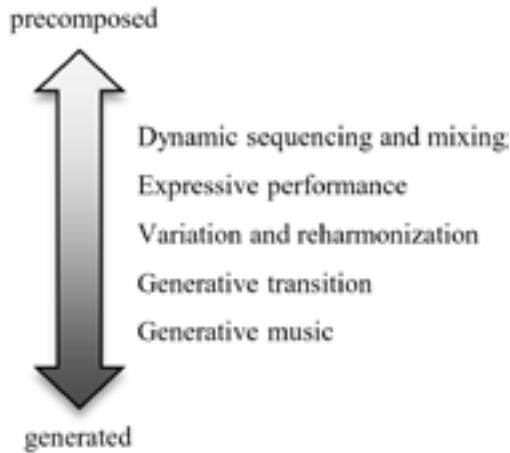 precomposed
Dynamic sequencing and mixing
Expressive performance
Variation and reharmonization
Generative transition
Generative music
generated